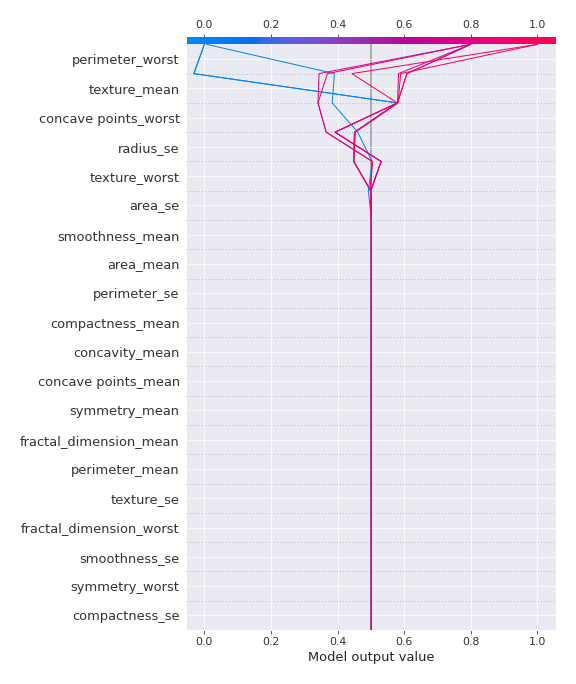 0.0 0.2 0.4 0.6 0.8 1.0
perimeter_worst
texture_mean
concave points_worst
radius_se
texture_worst
area_se
smoothness_mean
area_mean
perimeter_se
compactness_mean
concavity_mean
concave points_mean
symmetry_mean
fractal_dimension_mean
perimeter_mean
texture_se
fractal_dimension_worst
smoothness_se
symmetry_worst
compactness_se
0.0 0.2 0.4 0.6 0.8 1.0
Model output value